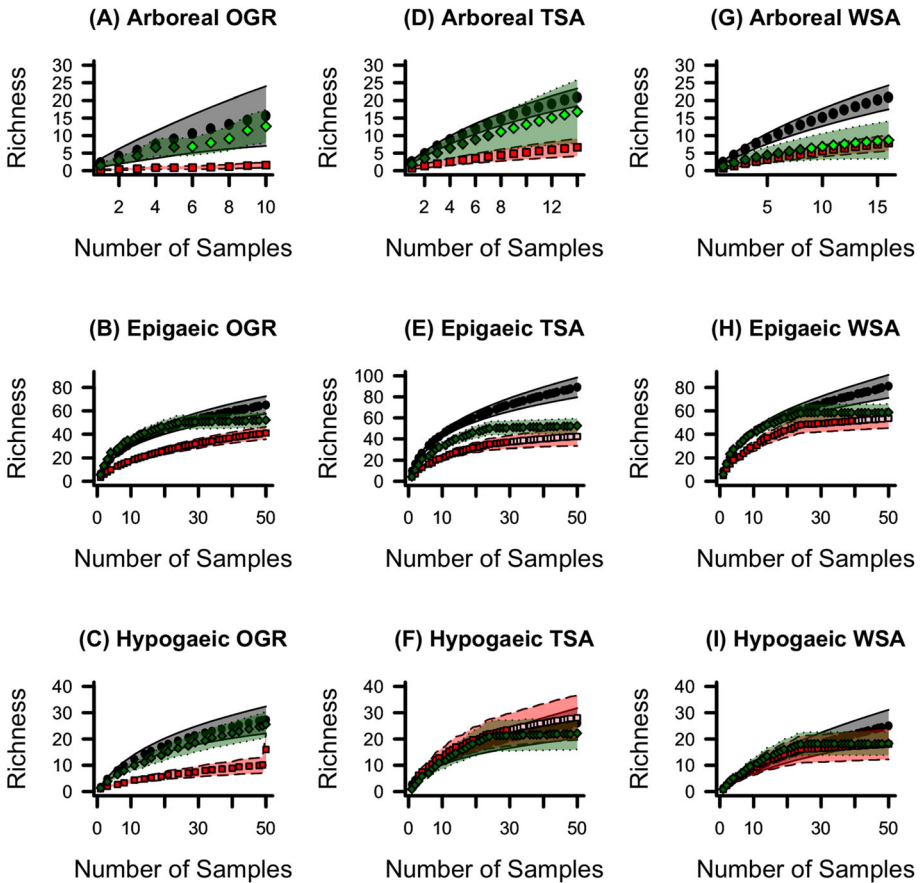 (A) Arboreal OGR
(D) Arboreal TSA
(G) Arboreal WSA
Richness
30
25
20
15
10
5
0
2 4 6 8 10
Number of Samples
Richness
30
25
20
15
10
5
0
2 4 6 8 12
Number of Samples
Richness
30
25
20
15
10
5
0
5 10 15
Number of Samples
(B) Epigaeic OGR
(E) Epigaeic TSA
(H) Epigaeic WSA
Richness
80
60
40
20
0
0 10 30 50
Number of Samples
Richness
100
80
60
40
20
0
0 10 30 50
Number of Samples
Richness
80
60
40
20
0
0 10 30 50
Number of Samples
(C) Hypogaeic OGR
(F) Hypogaeic TSA
(I) Hypogaeic WSA
Richness
40
30
20
10
0
0 10 30 50
Number of Samples
Richness
40
30
20
10
0
0 10 30 50
Number of Samples
Richness
40
30
20
10
0
0 10 30 50
Number of Samples